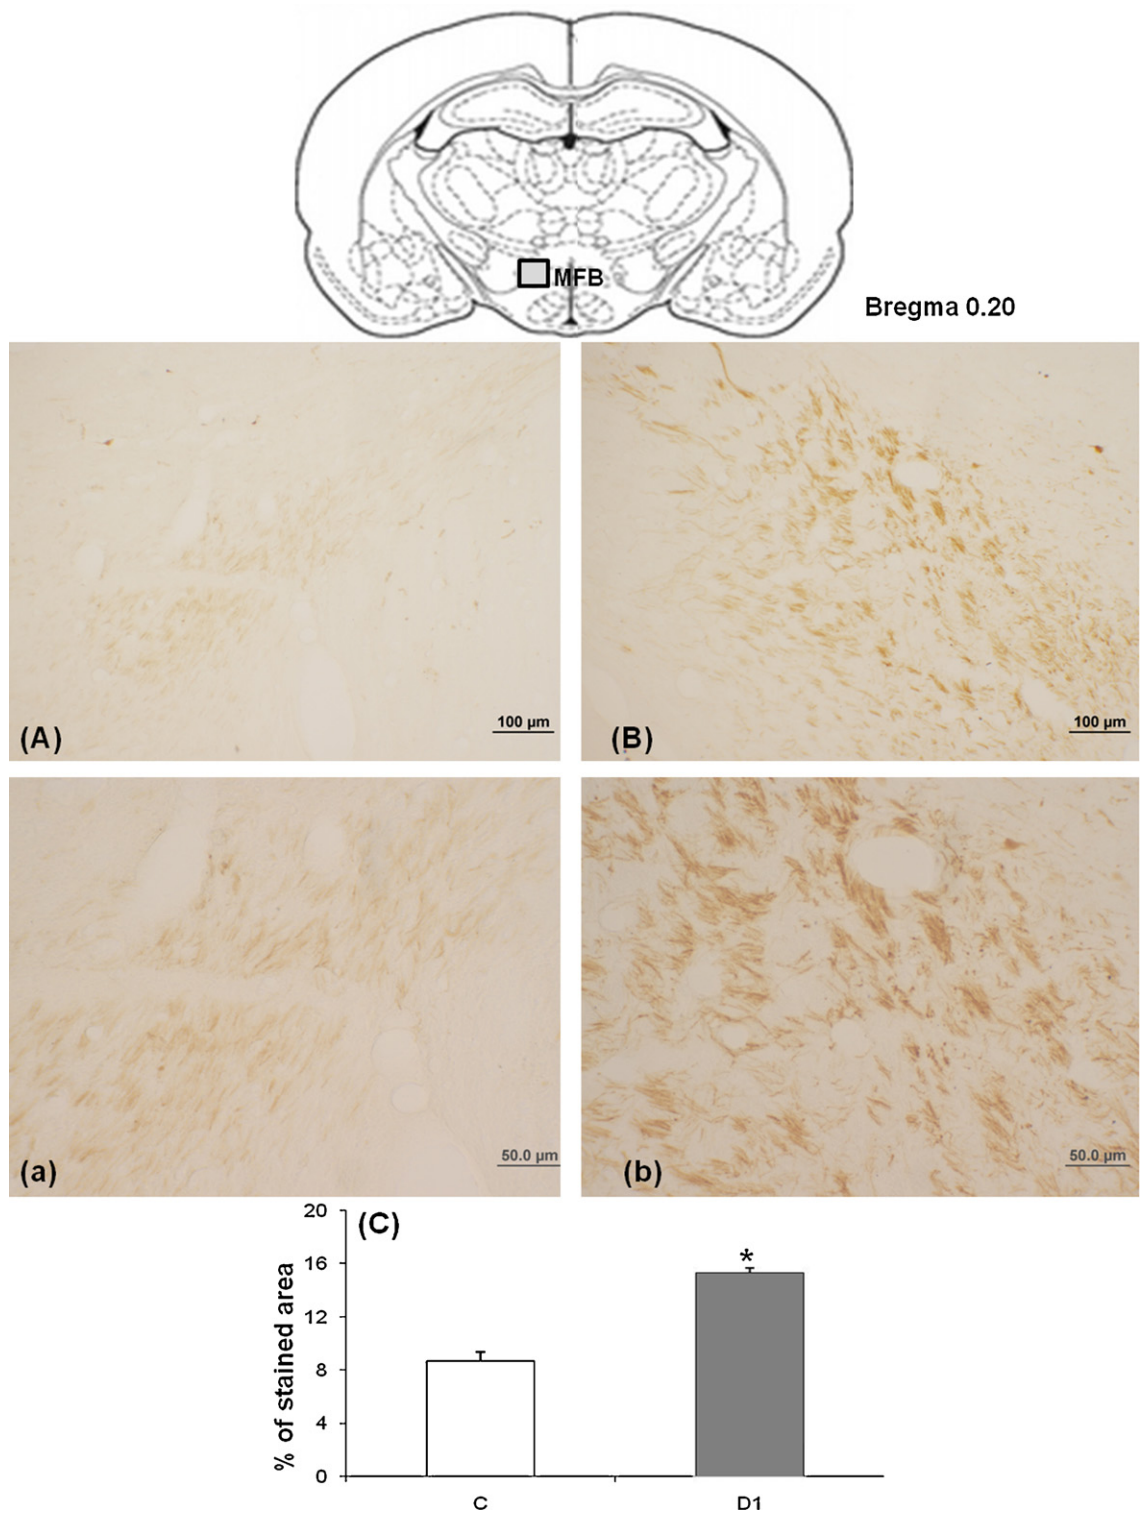 MFB
Bregma 0.20
100 µm
(A)
100 µm
(B)
50.0 µm
(a)
50.0 µm
(b)
(C)
% of stained area
20
16
12
8
4
0
*
C
D1